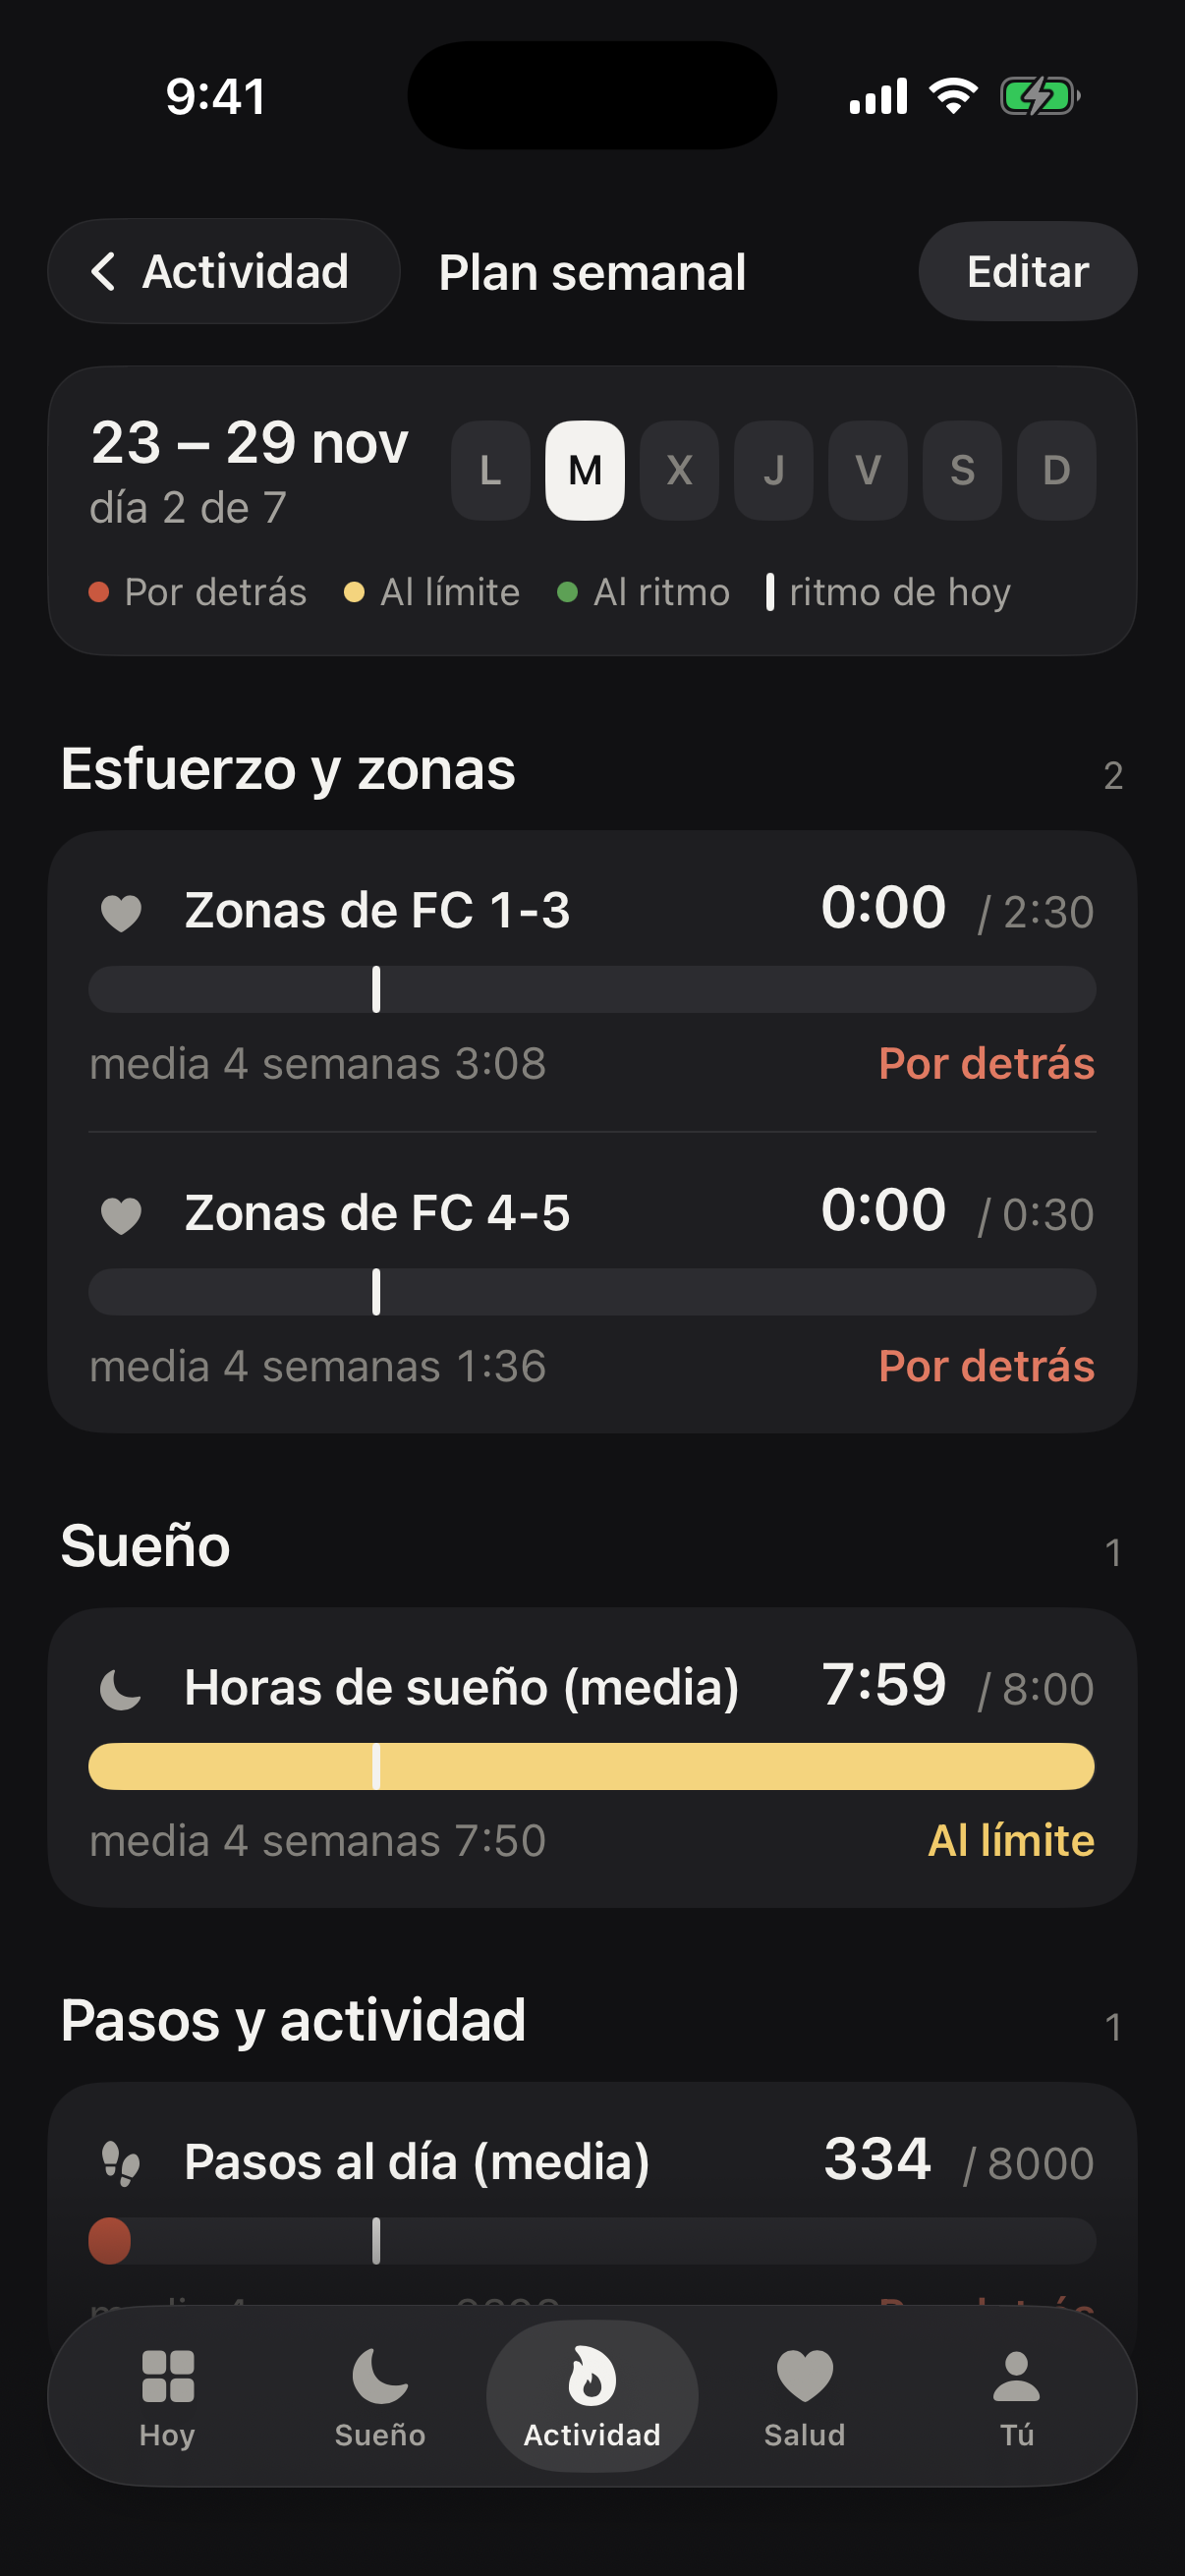 9:41
Actividad
Plan semanal
Editar
23 – 29 nov
día 2 de 7
L M X J V S D
Por detrás Al límite Al ritmo ritmo de hoy
Esfuerzo y zonas 2
Zonas de FC 1-3 0:00 / 2:30
media 4 semanas 3:08 Por detrás
Zonas de FC 4-5 0:00 / 0:30
media 4 semanas 1:36 Por detrás
Sueño 1
Horas de sueño (media) 7:59 / 8:00
media 4 semanas 7:50 Al límite
Pasos y actividad 1
Pasos al día (media) 334 / 8000
Hoy Sueño Actividad Salud Tú